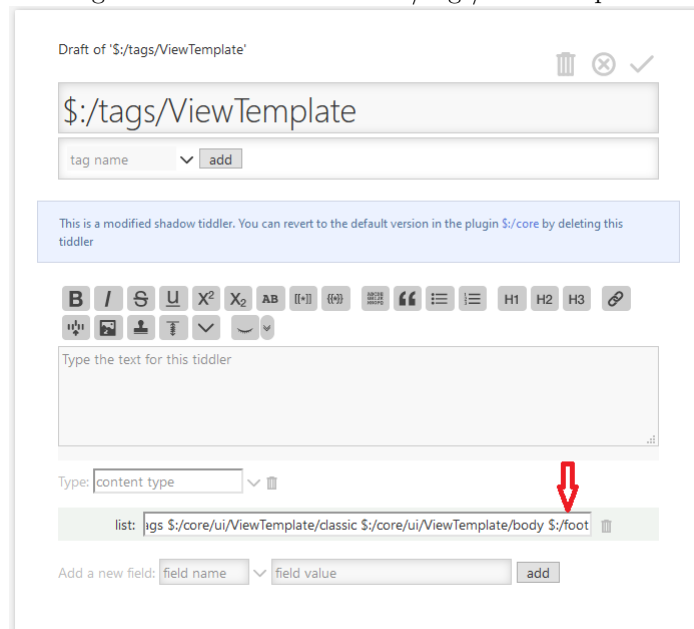 Draft of '$:/tags/ViewTemplate'
$:/tags/ViewTemplate
tag name add
This is a modified shadow tiddler. You can revert to the default version in the plugin $:/core by deleting this
tiddler
B I S U X² X₂ AB [[•]] {{•}} H1 H2 H3
Type the text for this tiddler
Type: content type
list: ags $:/core/ui/ViewTemplate/classic $:/core/ui/ViewTemplate/body $:/foot
Add a new field: field name field value add